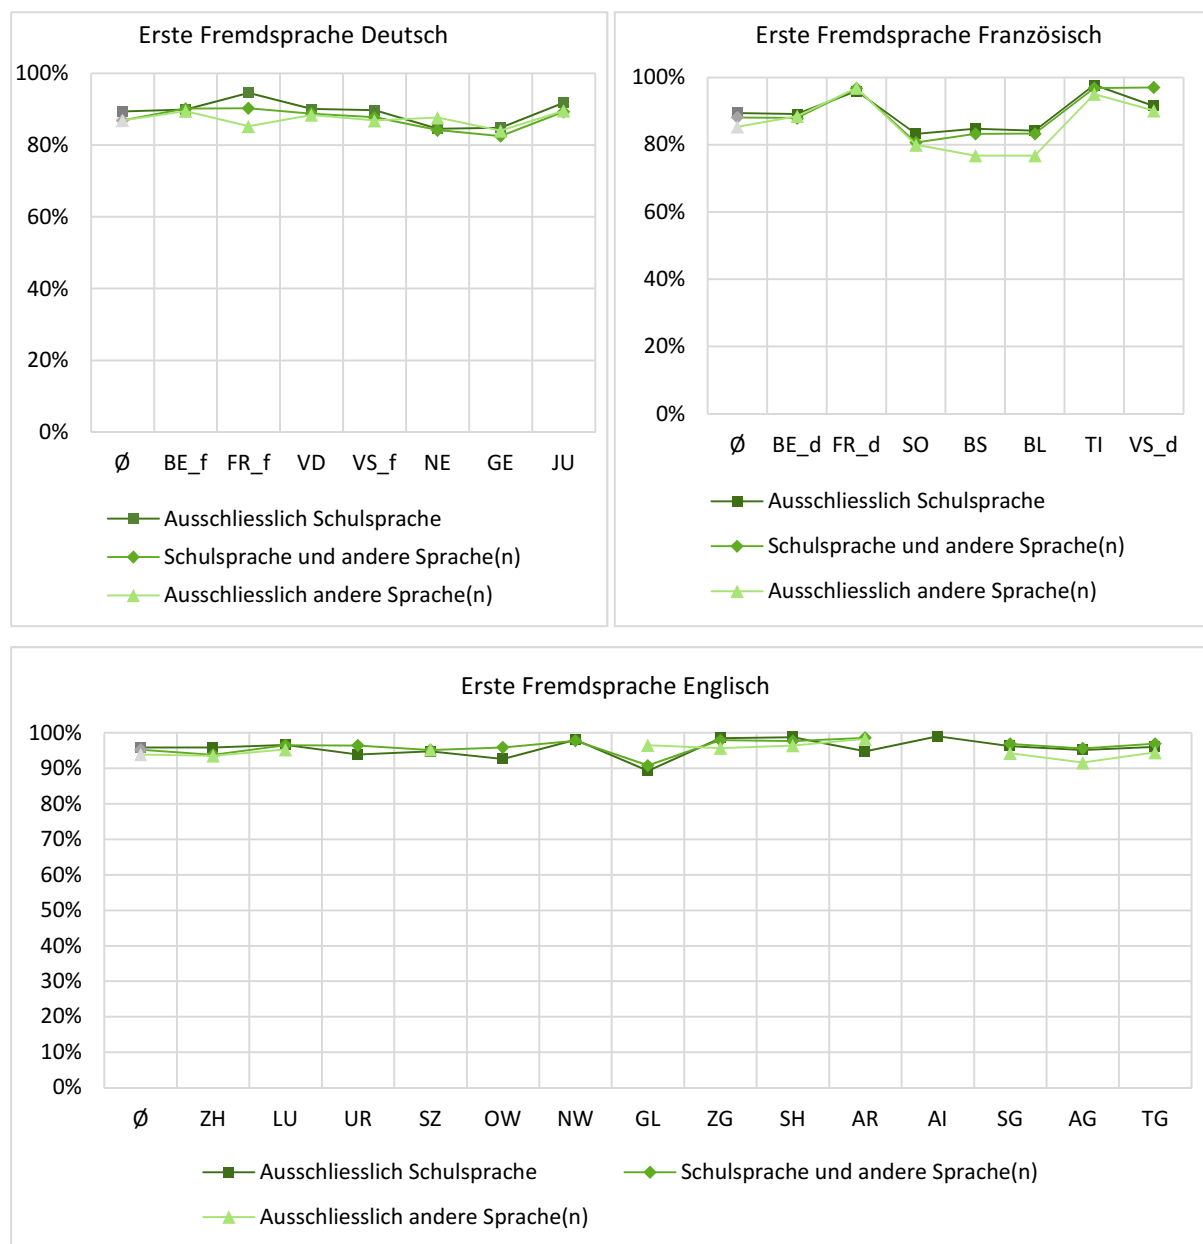 Erste Fremdsprache Deutsch
100%
80%
60%
40%
20%
0%
Ø BE_f FR_f VD VS_f NE GE JU
Ausschliesslich Schulsprache
Schulsprache und andere Sprache(n)
Ausschliesslich andere Sprache(n)
Erste Fremdsprache Französisch
100%
80%
60%
40%
20%
0%
Ø BE_d FR_d SO BS BL TI VS_d
Ausschliesslich Schulsprache
Schulsprache und andere Sprache(n)
Ausschliesslich andere Sprache(n)
Erste Fremdsprache Englisch
100%
90%
80%
70%
60%
50%
40%
30%
20%
10%
0%
Ø ZH LU UR SZ OW NW GL ZG SH AR AI SG AG TG
Ausschliesslich Schulsprache Schulsprache und andere Sprache(n)
Ausschliesslich andere Sprache(n)